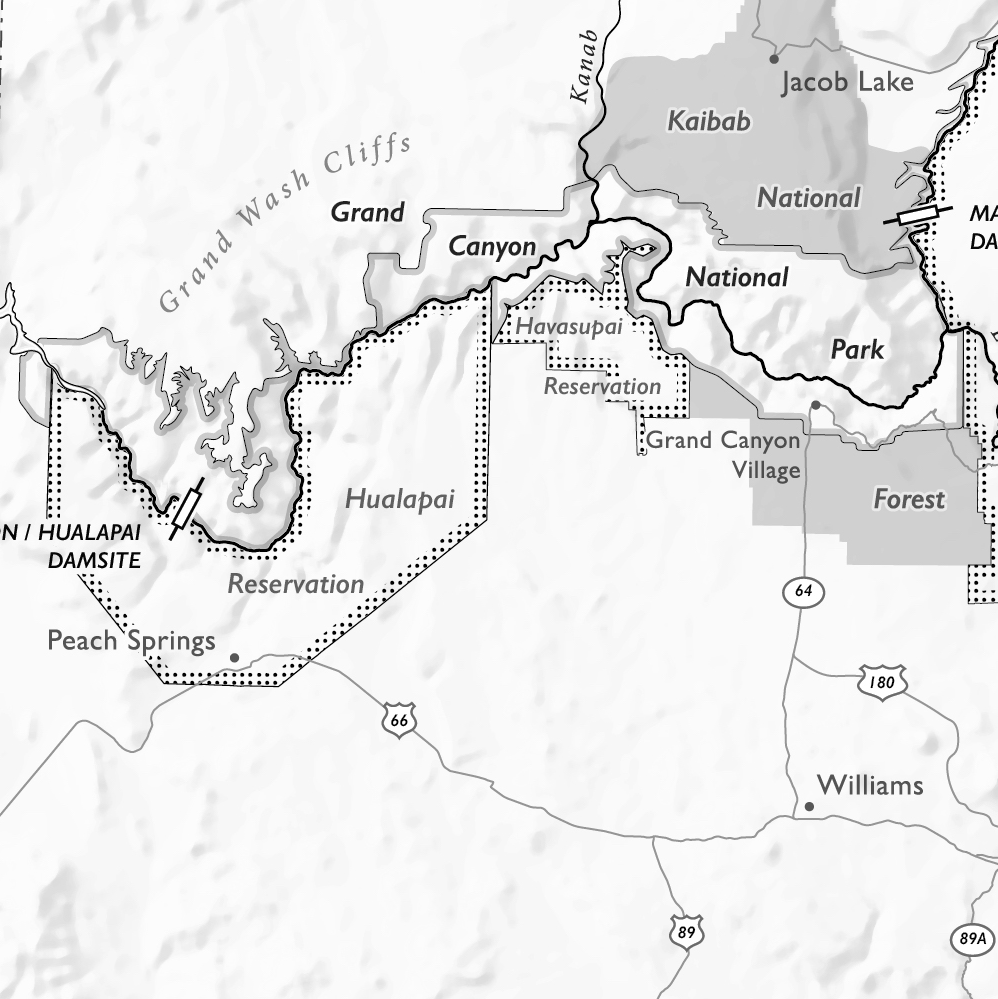 Kanab
Jacob Lake
Kaibab
Grand Wash Cliffs
National
Grand
MA
DA
Canyon
National
Havasupai
Park
Reservation
Grand Canyon
Village
Hualapai
Forest
ON / HUALAPAI
DAMSITE
Reservation
64
Peach Springs
180
66
Williams
89
89A